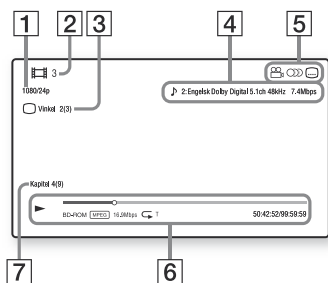 1 2 3 4 5
3
1080/24p
2:Engelsk Dolby Digital 5.1ch 48kHz 7.4Mbps
Vinkel 2(3)
Kapitel 4(9)
BD-ROM MPEG 16.9Mbps T 50:42:52/99:59:59
7 6